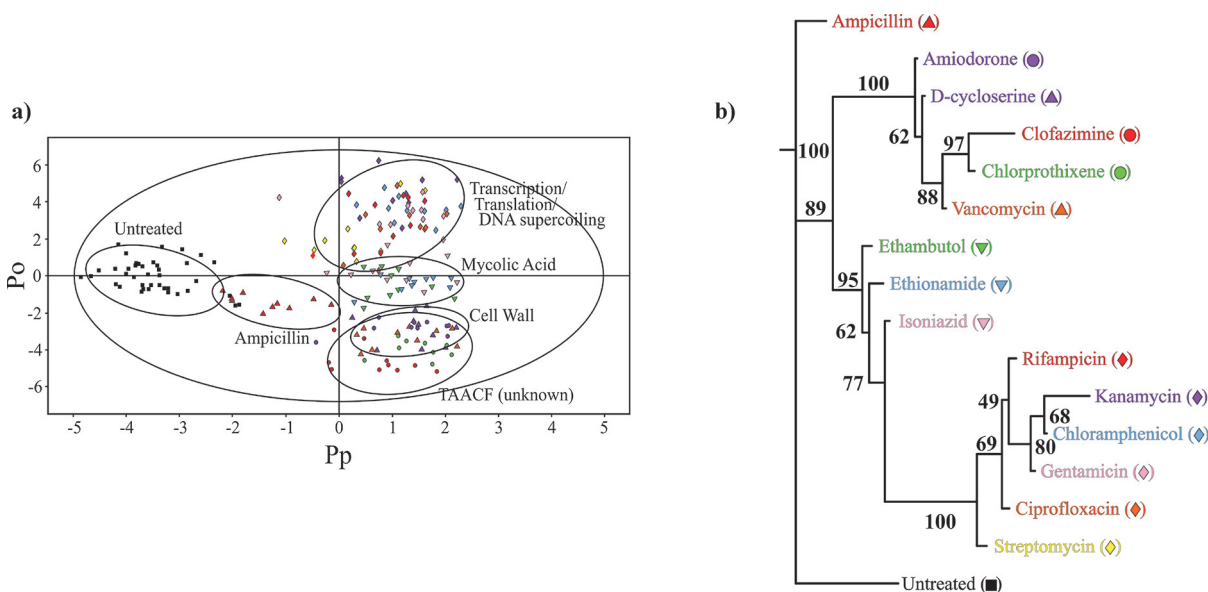 a)
6
4
2
0
-2
-4
-6
Po
-5
-4
-3
-2
-1
0
1
2
3
4
5
Pp
Untreated
Transcription/
Translation/
DNA supercoiling
Mycolic Acid
Ampicillin
Cell Wall
TAACF (unknown)
b)
Ampicillin (▲)
Amiodorone (●)
100
D-cycloserine (▲)
62
Clofazimine (●)
97
100
Chlorprothixene (●)
88
Vancomycin (▲)
89
Ethambutol (▼)
95
Ethionamide (▼)
Isoniazid (▼)
62
Rifampicin (◆)
77
Kanamycin (◆)
49
68
Chloramphenicol (◆)
69
80
Gentamicin (◆)
Ciprofloxacin (◆)
100
Streptomycin (◆)
Untreated (■)